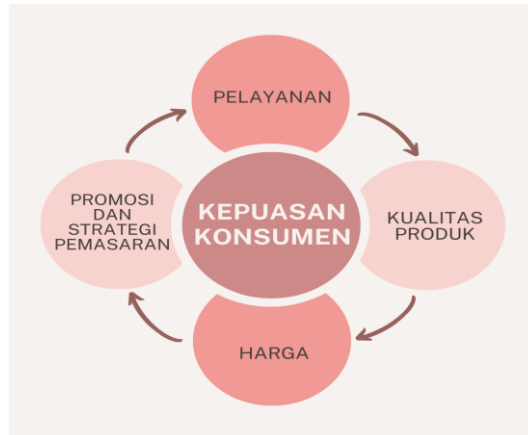 PELAYANAN
PROMOSI
DAN
STRATEGI
PEMASARAN
KEPUASAN
KONSUMEN
KUALITAS
PRODUK
HARGA